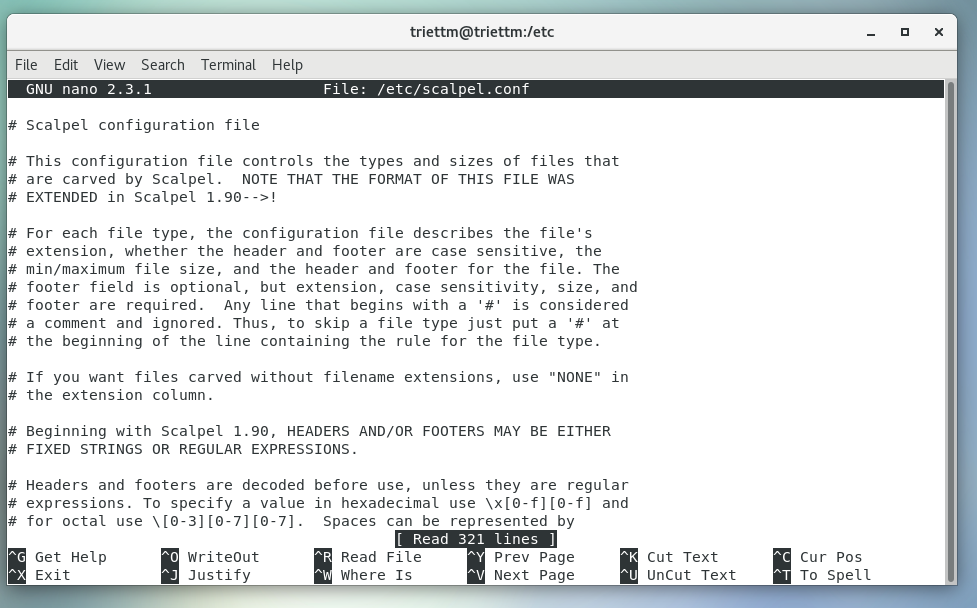 triettm@triettm:/etc
File Edit View Search Terminal Help
GNU nano 2.3.1 File: /etc/scalpel.conf
# Scalpel configuration file
# This configuration file controls the types and sizes of files that
# are carved by Scalpel.  NOTE THAT THE FORMAT OF THIS FILE WAS
# EXTENDED in Scalpel 1.90-->!
# For each file type, the configuration file describes the file's
# extension, whether the header and footer are case sensitive, the
# min/maximum file size, and the header and footer for the file. The
# footer field is optional, but extension, case sensitivity, size, and
# footer are required.  Any line that begins with a '#' is considered
# a comment and ignored. Thus, to skip a file type just put a '#' at
# the beginning of the line containing the rule for the file type.
# If you want files carved without filename extensions, use "NONE" in
# the extension column.
# Beginning with Scalpel 1.90, HEADERS AND/OR FOOTERS MAY BE EITHER
# FIXED STRINGS OR REGULAR EXPRESSIONS.
# Headers and footers are decoded before use, unless they are regular
# expressions. To specify a value in hexadecimal use \x[0-f][0-f] and
# for octal use \[0-3][0-7][0-7].  Spaces can be represented by
[ Read 321 lines ]
^G Get Help ^O WriteOut ^R Read File ^Y Prev Page ^K Cut Text ^C Cur Pos
^X Exit ^J Justify ^W Where Is ^V Next Page ^U UnCut Text ^T To Spell